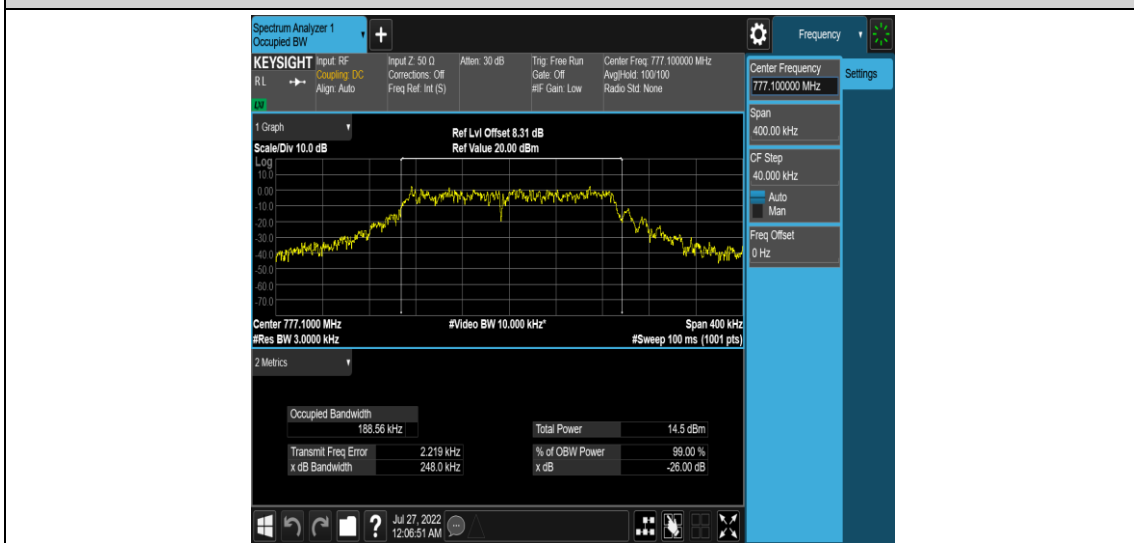 Spectrum Analyzer 1
Occupied BW
Frequency
KEYSIGHT
RL
LXI
Input: RF
Coupling: DC
Align: Auto
Input Z: 50 Ω
Corrections: Off
Freq Ref: Int (S)
Atten: 30 dB
Trig: Free Run
Gate: Off
#IF Gain: Low
Center Freq: 777.100000 MHz
Avg|Hold: 100/100
Radio Std: None
Center Frequency
777.100000 MHz
Settings
Span
400.00 kHz
CF Step
40.000 kHz
Auto
Man
Freq Offset
0 Hz
1 Graph
Scale/Div 10.0 dB
Ref Lvl Offset 8.31 dB
Ref Value 20.00 dBm
Log
10.0
0.00
-10.0
-20.0
-30.0
-40.0
-50.0
-60.0
-70.0
Center 777.1000 MHz
#Video BW 10.000 kHz*
Span 400 kHz
#Res BW 3.0000 kHz
#Sweep 100 ms (1001 pts)
2 Metrics
Occupied Bandwidth
188.56 kHz
Total Power 14.5 dBm
Transmit Freq Error 2.219 kHz
% of OBW Power 99.00 %
x dB Bandwidth 248.0 kHz
x dB -26.00 dB
?
Jul 27, 2022
12:06:51 AM